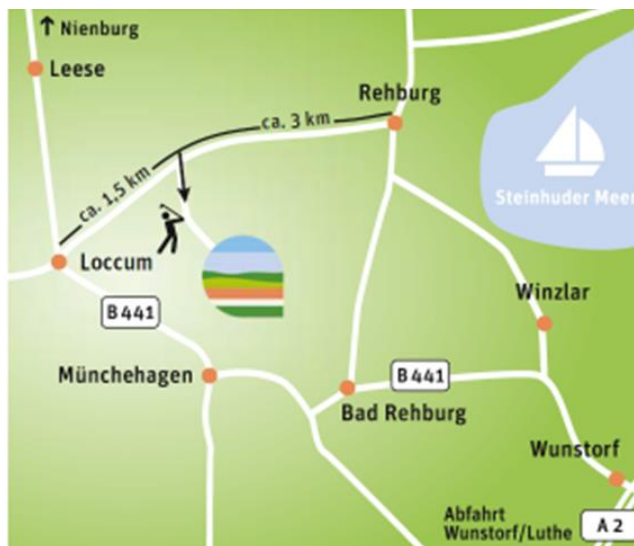 ↑ Nienburg
Leese
Rehburg
ca. 3 km
ca. 1,5 km
Steinhuder Meer
Loccum
B 441
Winzlar
Münchehagen
B 441
Bad Rehburg
Wunstorf
Abfahrt
Wunstorf/Luthe
A 2